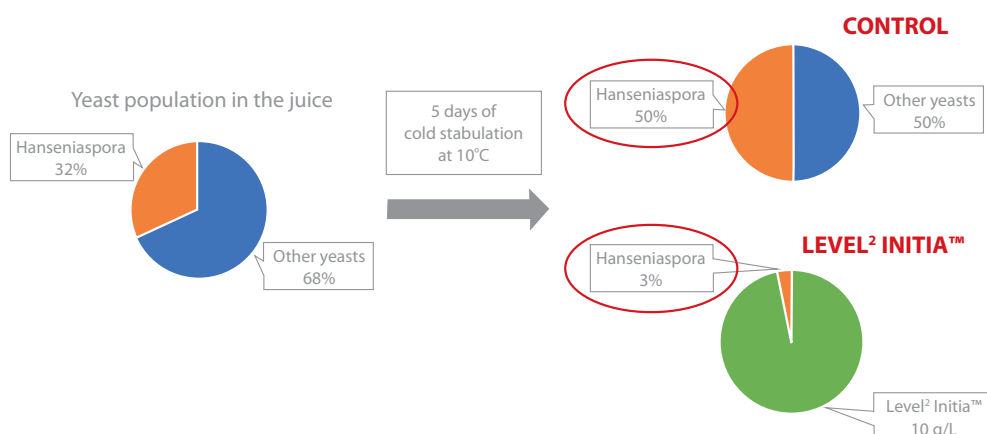 CONTROL
Yeast population in the juice
Hanseniaspora
32%
Other yeasts
68%
5 days of
cold stabulation
at 10°C
Hanseniaspora
50%
Other yeasts
50%
LEVEL² INITIA™
Hanseniaspora
3%
Level² Initia™
10 g/L